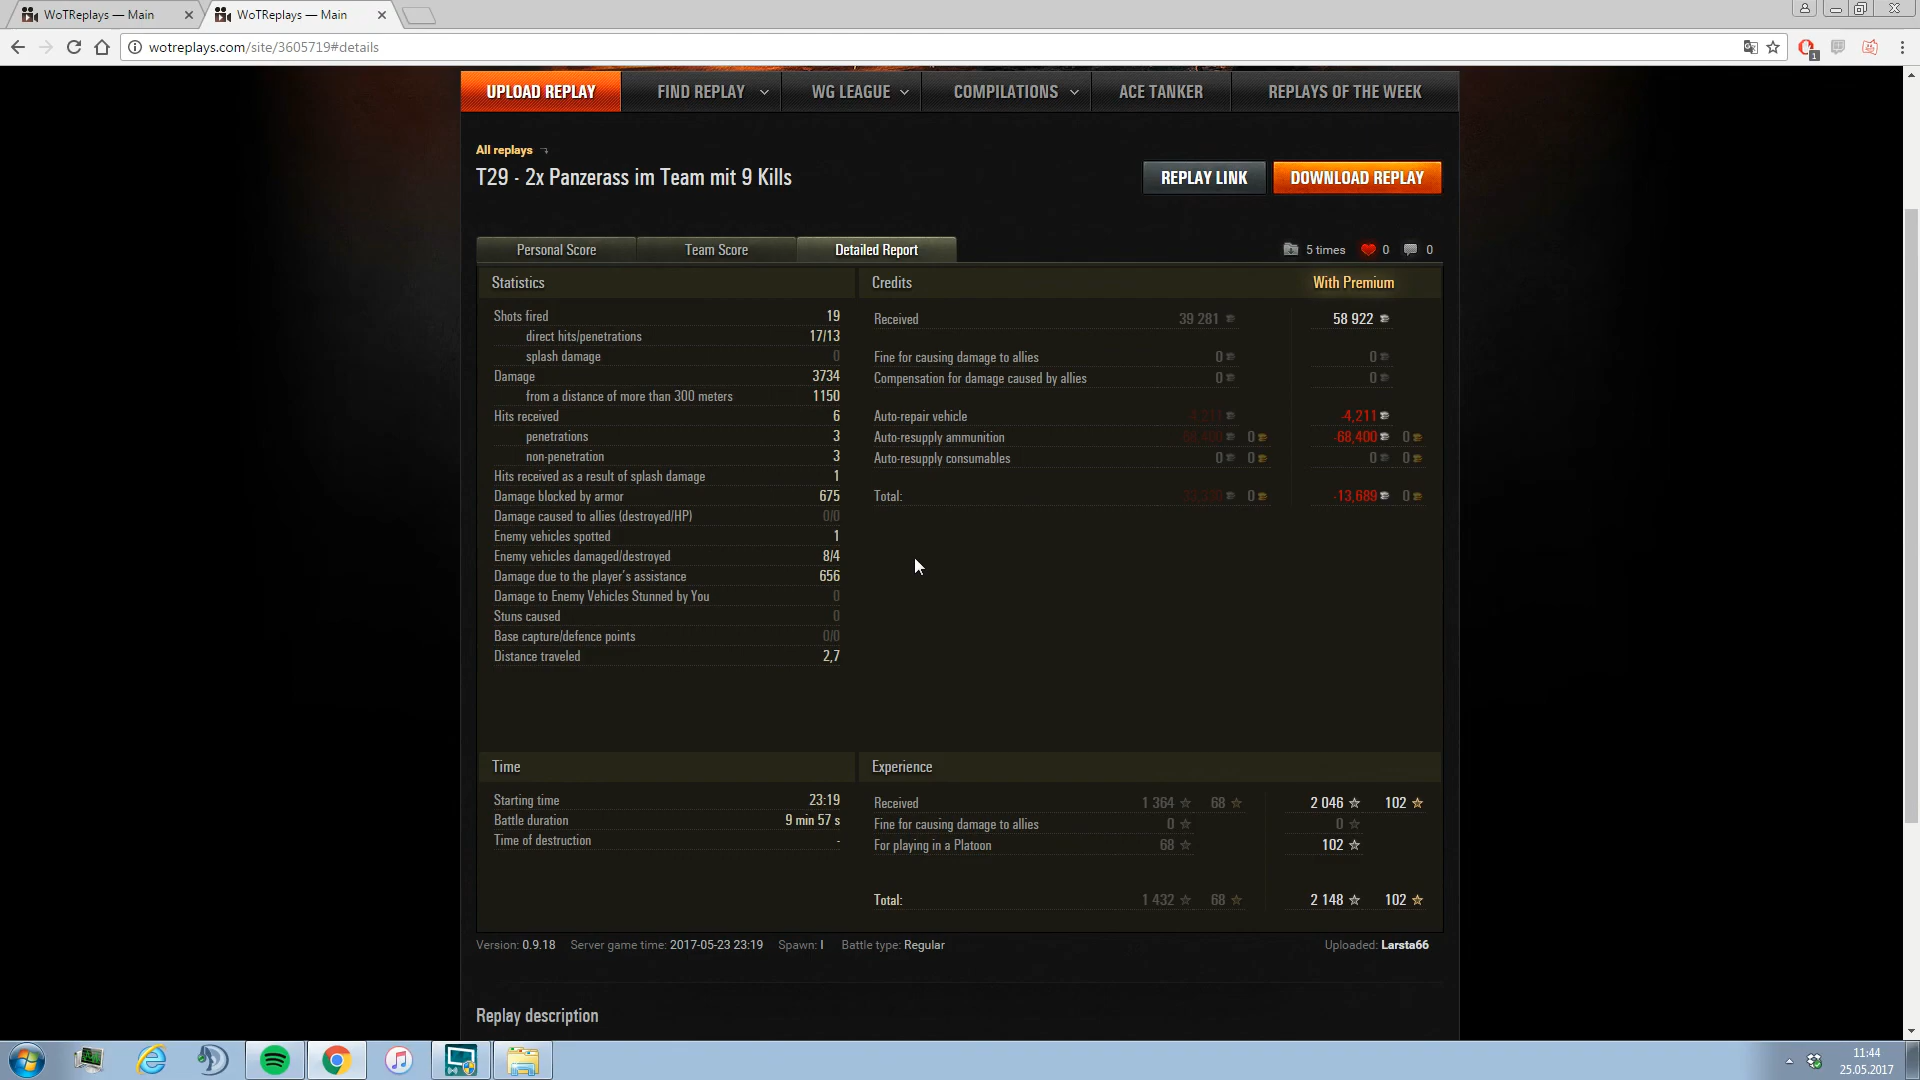 WoTReplays — Main
WoTReplays — Main
wotreplays.com/site/3605719#details
1
UPLOAD REPLAY
FIND REPLAY
WG LEAGUE
COMPILATIONS
ACE TANKER
REPLAYS OF THE WEEK
All replays
T29 - 2x Panzerass im Team mit 9 Kills
REPLAY LINK
DOWNLOAD REPLAY
Personal Score
Team Score
Detailed Report
5 times 0 0
Statistics
Shots fired 19
direct hits/penetrations 17/13
splash damage 0
Damage 3734
from a distance of more than 300 meters 1150
Hits received 6
penetrations 3
non-penetration 3
Hits received as a result of splash damage 1
Damage blocked by armor 675
Damage caused to allies (destroyed/HP) 0/0
Enemy vehicles spotted 1
Enemy vehicles damaged/destroyed 8/4
Damage due to the player's assistance 656
Damage to Enemy Vehicles Stunned by You 0
Stuns caused 0
Base capture/defence points 0/0
Distance traveled 2,7
Credits With Premium
Received 39 281 58 922
Fine for causing damage to allies 0 0
Compensation for damage caused by allies 0 0
Auto-repair vehicle -4,211 -4,211
Auto-resupply ammunition -68,400 0 -68,400 0
Auto-resupply consumables 0 0 0 0
Total: 0 -13,689 0
Time
Starting time 23:19
Battle duration 9 min 57 s
Time of destruction -
Experience
Received 1 364 68 2 046 102
Fine for causing damage to allies 0 0
For playing in a Platoon 68 102
Total: 1 432 68 2 148 102
Version: 0.9.18 Server game time: 2017-05-23 23:19 Spawn: I Battle type: Regular Uploaded: Larsta66
Replay description
11:44
25.05.2017